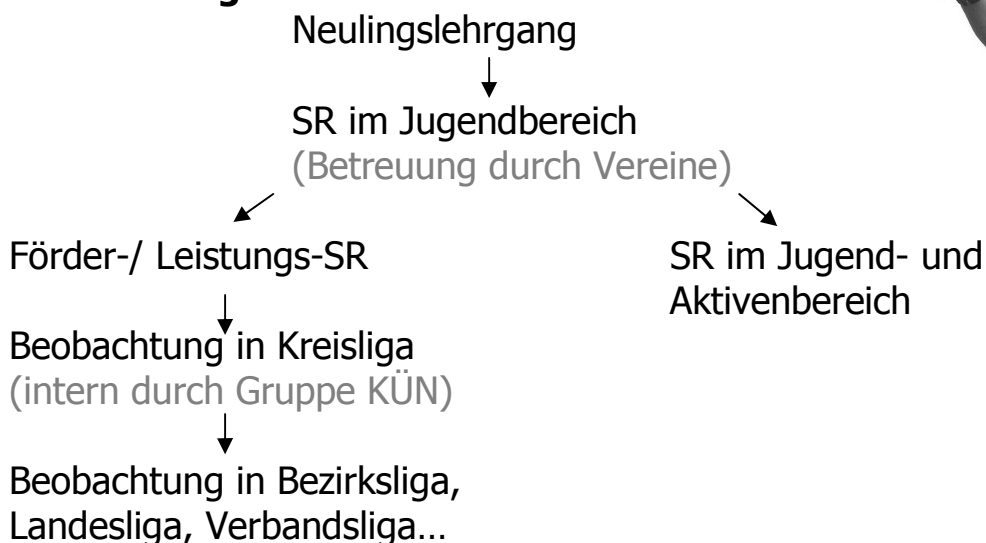 Neulingslehrgang
SR im Jugendbereich
(Betreuung durch Vereine)
Förder-/ Leistungs-SR
SR im Jugend- und
Aktivenbereich
Beobachtung in Kreisliga
(intern durch Gruppe KÜN)
Beobachtung in Bezirksliga,
Landesliga, Verbandsliga...